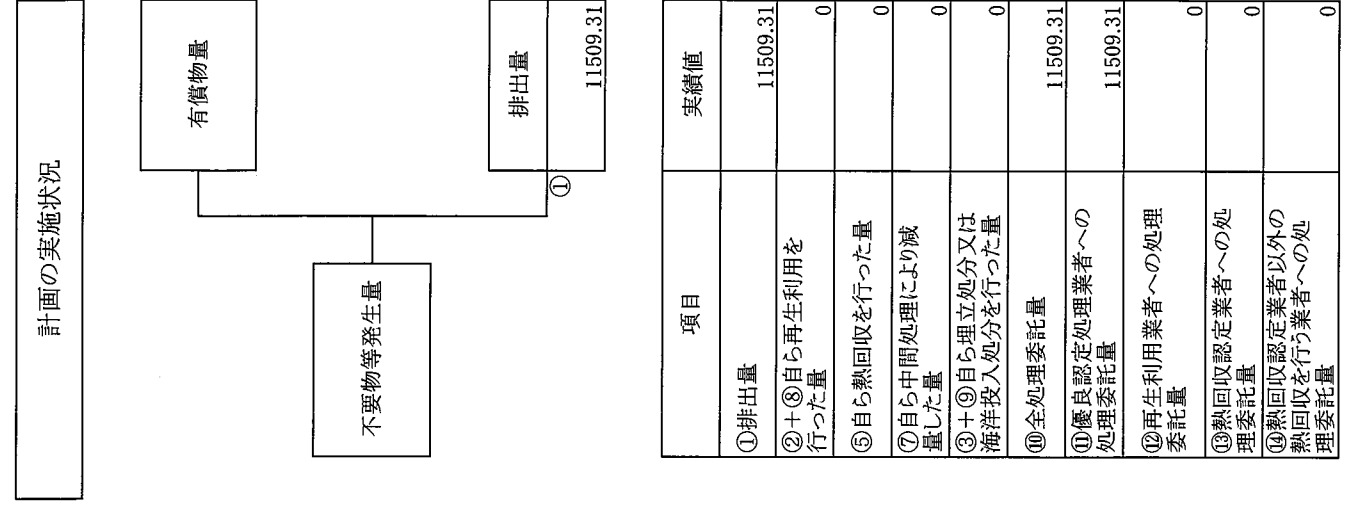 計画の実施状況
有償物量
不要物等発生量
排出量
①
11509.31
項目
実績値
①排出量
11509.31
②+⑧自ら再生利用を
行った量
0
⑤自ら熱回収を行った量
0
⑦自ら中間処理により減
量した量
0
③+⑨自ら埋立処分又は
海洋投入処分を行った量
0
⑩全処理委託量
11509.31
⑪優良認定処理業者への
処理委託量
11509.31
⑫再生利用業者への処理
委託量
0
⑬熱回収認定業者への処
理委託量
0
⑭熱回収認定業者以外の
熱回収を行う業者への処
理委託量
0